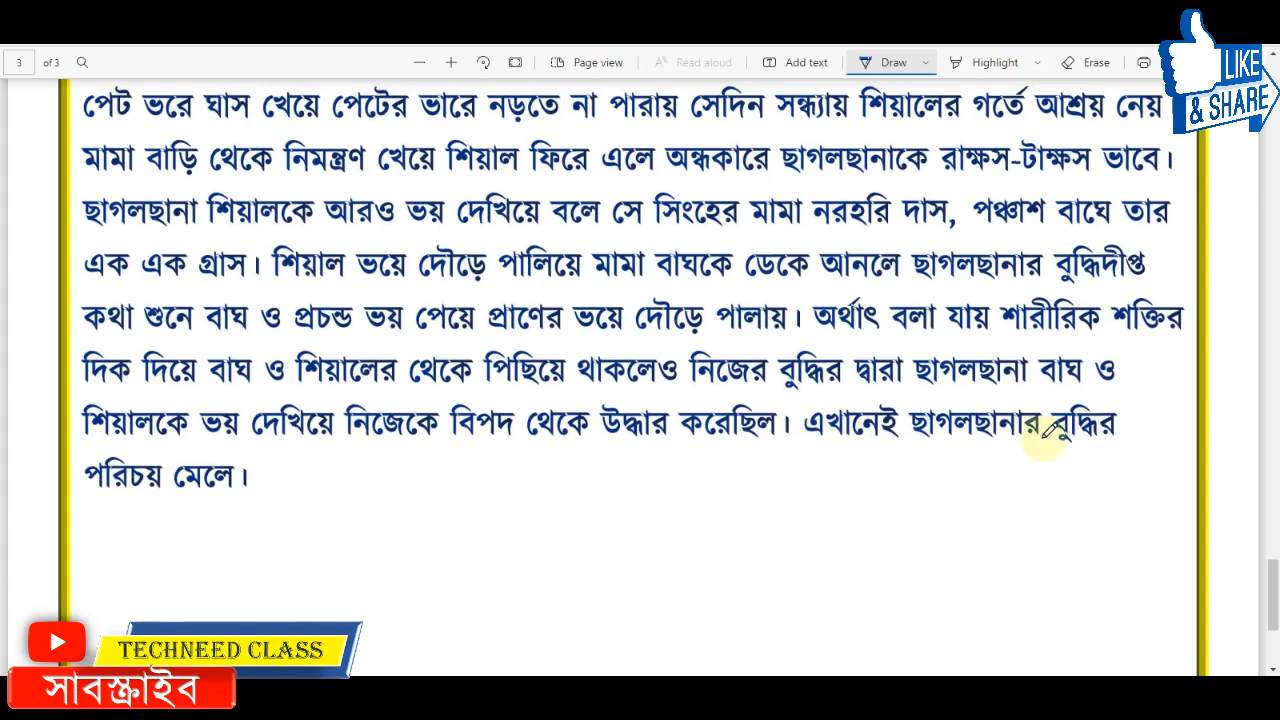 3 of 3 Page view Read aloud Add text Draw Highlight Erase
LIKE
& SHARE
পেট ভরে ঘাস খেয়ে পেটের ভারে নড়তে না পারায় সেদিন সন্ধ্যায় শিয়ালের গর্তে আশ্রয় নেয়
মামা বাড়ি থেকে নিমন্ত্রণ খেয়ে শিয়াল ফিরে এলে অন্ধকারে ছাগলছানাকে রাক্ষস-টাক্ষস ভাবে।
ছাগলছানা শিয়ালকে আরও ভয় দেখিয়ে বলে সে সিংহের মামা নরহরি দাস, পঞ্চাশ বাঘে তার
এক এক গ্রাস। শিয়াল ভয়ে দৌড়ে পালিয়ে মামা বাঘকে ডেকে আনলে ছাগলছানার বুদ্ধিদীপ্ত
কথা শুনে বাঘ ও প্রচন্ড ভয় পেয়ে প্রাণের ভয়ে দৌড়ে পালায়। অর্থাৎ বলা যায় শারীরিক শক্তির
দিক দিয়ে বাঘ ও শিয়ালের থেকে পিছিয়ে থাকলেও নিজের বুদ্ধির দ্বারা ছাগলছানা বাঘ ও
শিয়ালকে ভয় দেখিয়ে নিজেকে বিপদ থেকে উদ্ধার করেছিল। এখানেই ছাগলছানার বুদ্ধির
পরিচয় মেলে।
TECHNEED CLASS
সাবস্ক্রাইব